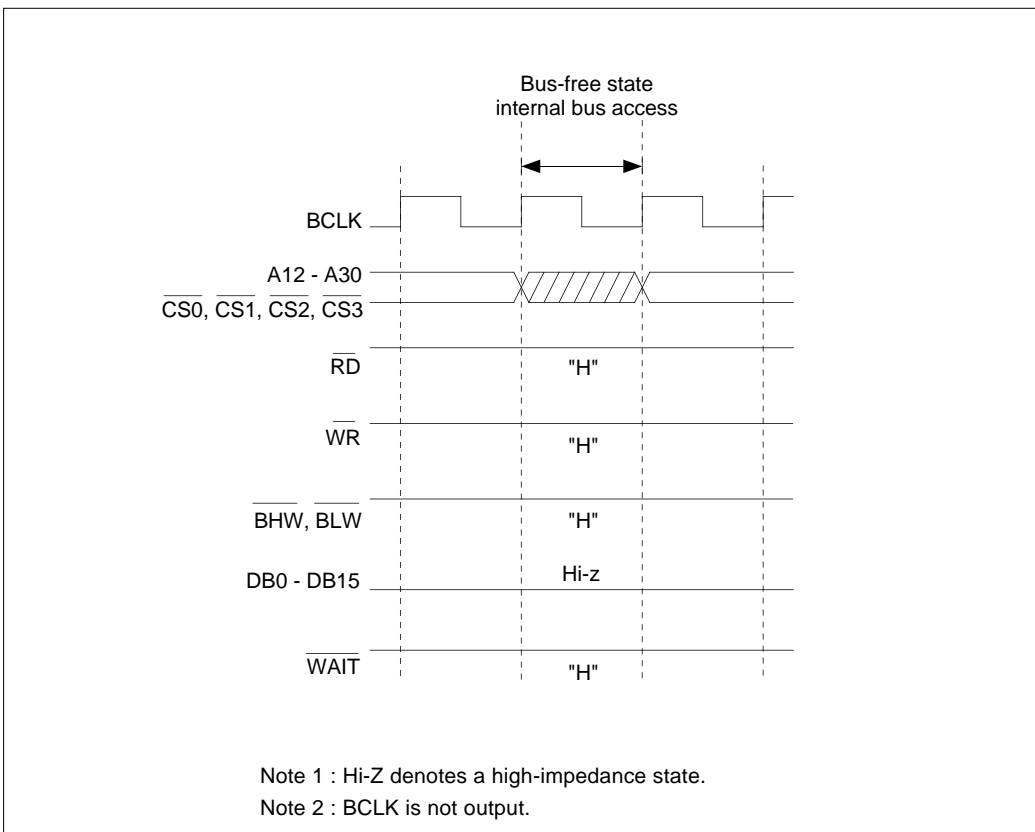 Bus-free state
internal bus access
BCLK
A12 - A30
CS0, CS1, CS2, CS3
RD
"H"
WR
"H"
BHW, BLW
"H"
DB0 - DB15
Hi-z
WAIT
"H"
Note 1 : Hi-Z denotes a high-impedance state.
Note 2 : BCLK is not output.